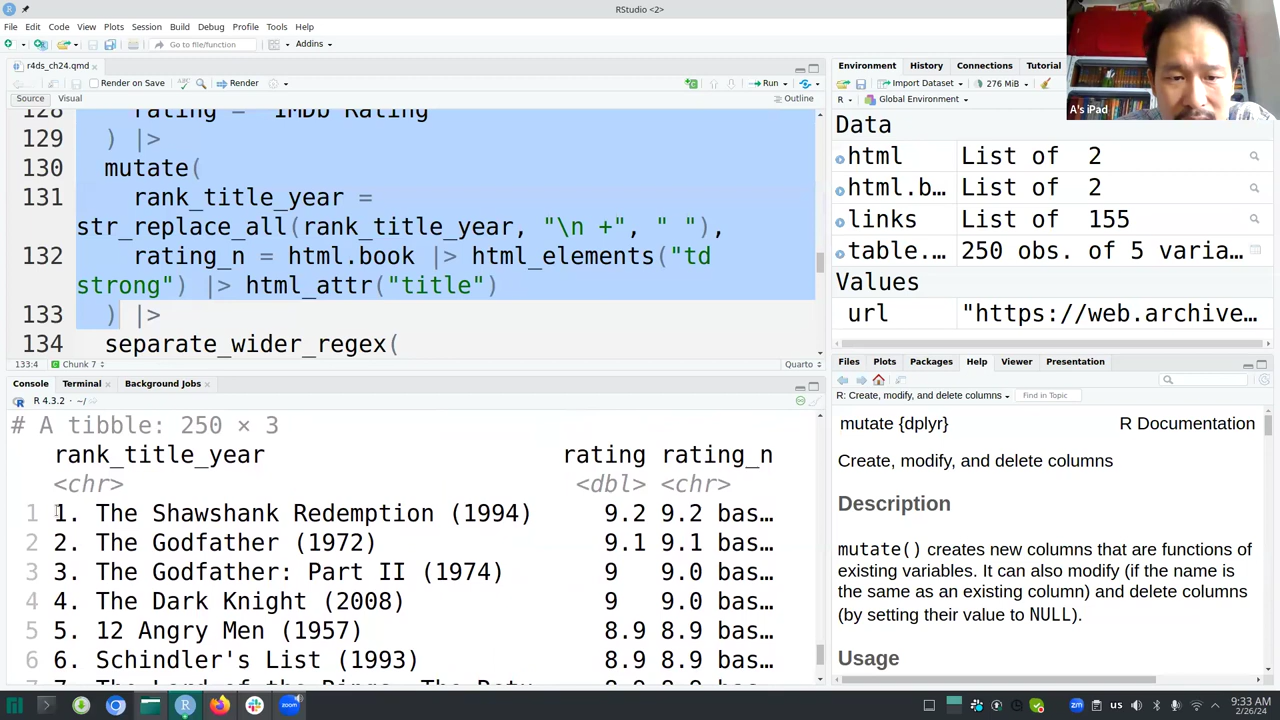 RStudio <2>
File Edit Code View Plots Session Build Debug Profile Tools Help
Go to file/function Addins
r4ds_ch24.qmd
Render on Save Render Run
Source Visual Outline
128 rating = "IMDb Rating"
129 ) |>
130 mutate(
131 rank_title_year =
str_replace_all(rank_title_year, "\n +", " "),
132 rating_n = html.book |> html_elements("td
strong") |> html_attr("title")
133 ) |>
134 separate_wider_regex(
133:4 Chunk 7 Quarto
Console Terminal Background Jobs
R 4.3.2 · ~/
# A tibble: 250 × 3
rank_title_year rating rating_n
<chr> <dbl> <chr>
1 1. The Shawshank Redemption (1994) 9.2 9.2 bas…
2 2. The Godfather (1972) 9.1 9.1 bas…
3 3. The Godfather: Part II (1974) 9 9.0 bas…
4 4. The Dark Knight (2008) 9 9.0 bas…
5 5. 12 Angry Men (1957) 8.9 8.9 bas…
6 6. Schindler's List (1993) 8.9 8.9 bas…
Environment History Connections Tutorial
Import Dataset 276 MiB
R Global Environment
Data
html List of 2
html.b… List of 2
links List of 155
table.… 250 obs. of 5 varia…
Values
url "https://web.archive…
Files Plots Packages Help Viewer Presentation
R: Create, modify, and delete columns Find in Topic
mutate {dplyr} R Documentation
Create, modify, and delete columns
Description
mutate() creates new columns that are functions of
existing variables. It can also modify (if the name is
the same as an existing column) and delete columns
(by setting their value to NULL).
Usage
A's iPad
zoom
us
9:33 AM
2/26/24